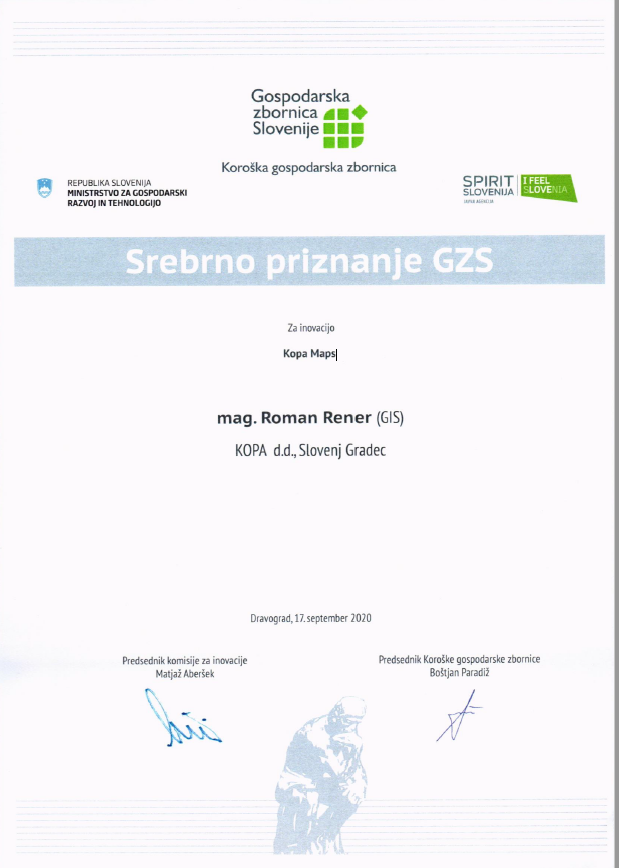 Gospodarska
zbornica
Slovenije
Koroška gospodarska zbornica
REPUBLIKA SLOVENIJA
MINISTRSTVO ZA GOSPODARSKI
RAZVOJ IN TEHNOLOGIJO
SPIRIT
SLOVENIJA
JAVNA AGENCIJA
I FEEL
SLOVENIA
Srebrno priznanje GZS
Za inovacijo
Kopa Maps
mag. Roman Rener (GIS)
KOPA d.d., Slovenj Gradec
Dravograd, 17. september 2020
Predsednik komisije za inovacije
Matjaž Aberšek
Predsednik Koroške gospodarske zbornice
Boštjan Paradiž